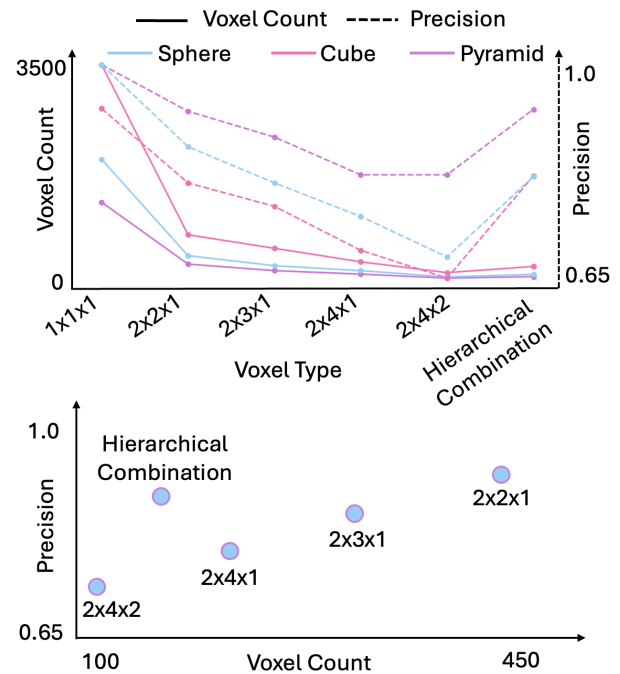 Voxel Count Precision
Sphere Cube Pyramid
3500
1.0
Voxel Count
Precision
0
0.65
1x1x1
2x2x1
2x3x1
2x4x1
2x4x2
Hierarchical
Combination
Voxel Type
1.0
Hierarchical
Combination
Precision
2x2x1
2x3x1
2x4x1
2x4x2
0.65
100
Voxel Count
450